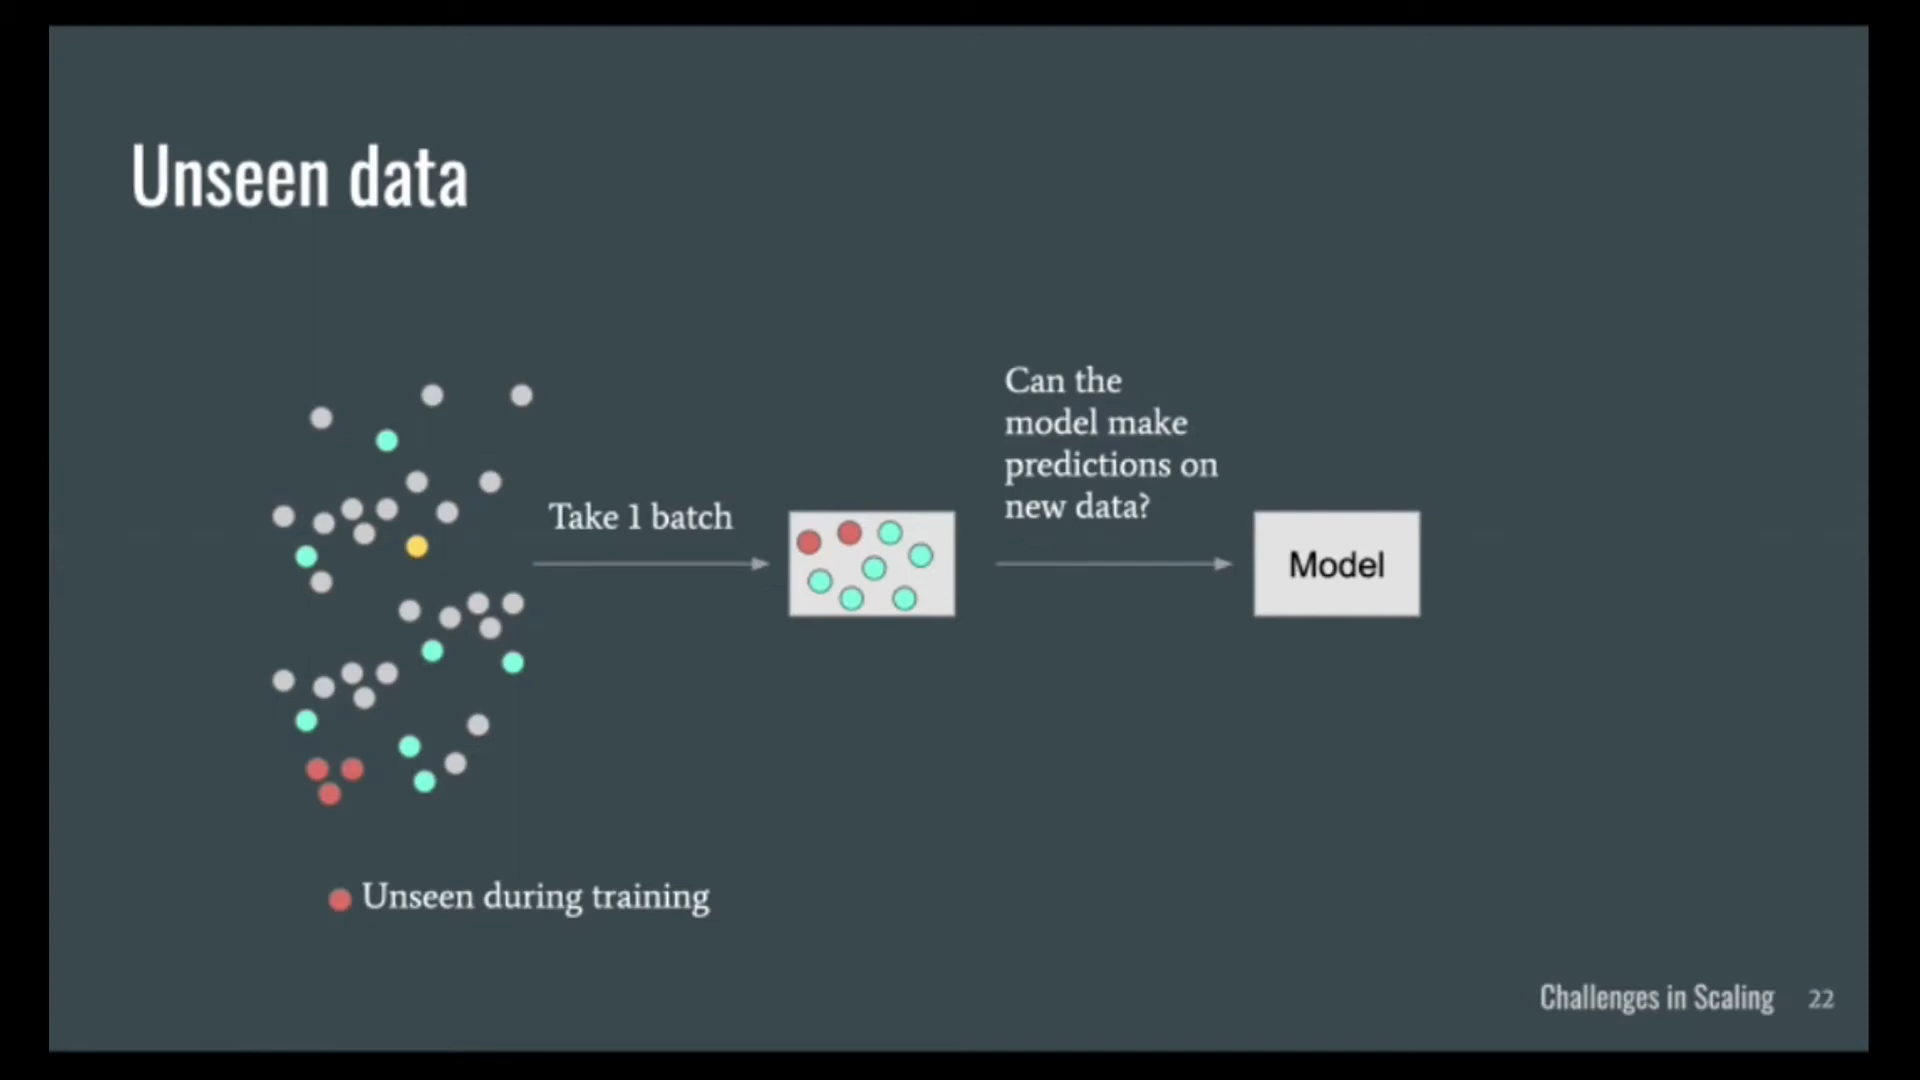 Unseen data
Can the
model make
predictions on
new data?
Take 1 batch
Model
Unseen during training
Challenges in Scaling 22